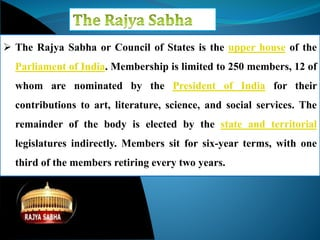 The Rajya Sabha
➢ The Rajya Sabha or Council of States is the upper house of the
Parliament of India. Membership is limited to 250 members, 12 of
whom are nominated by the President of India for their
contributions to art, literature, science, and social services. The
remainder of the body is elected by the state and territorial
legislatures indirectly. Members sit for six-year terms, with one
third of the members retiring every two years.
RAJYA SABHA